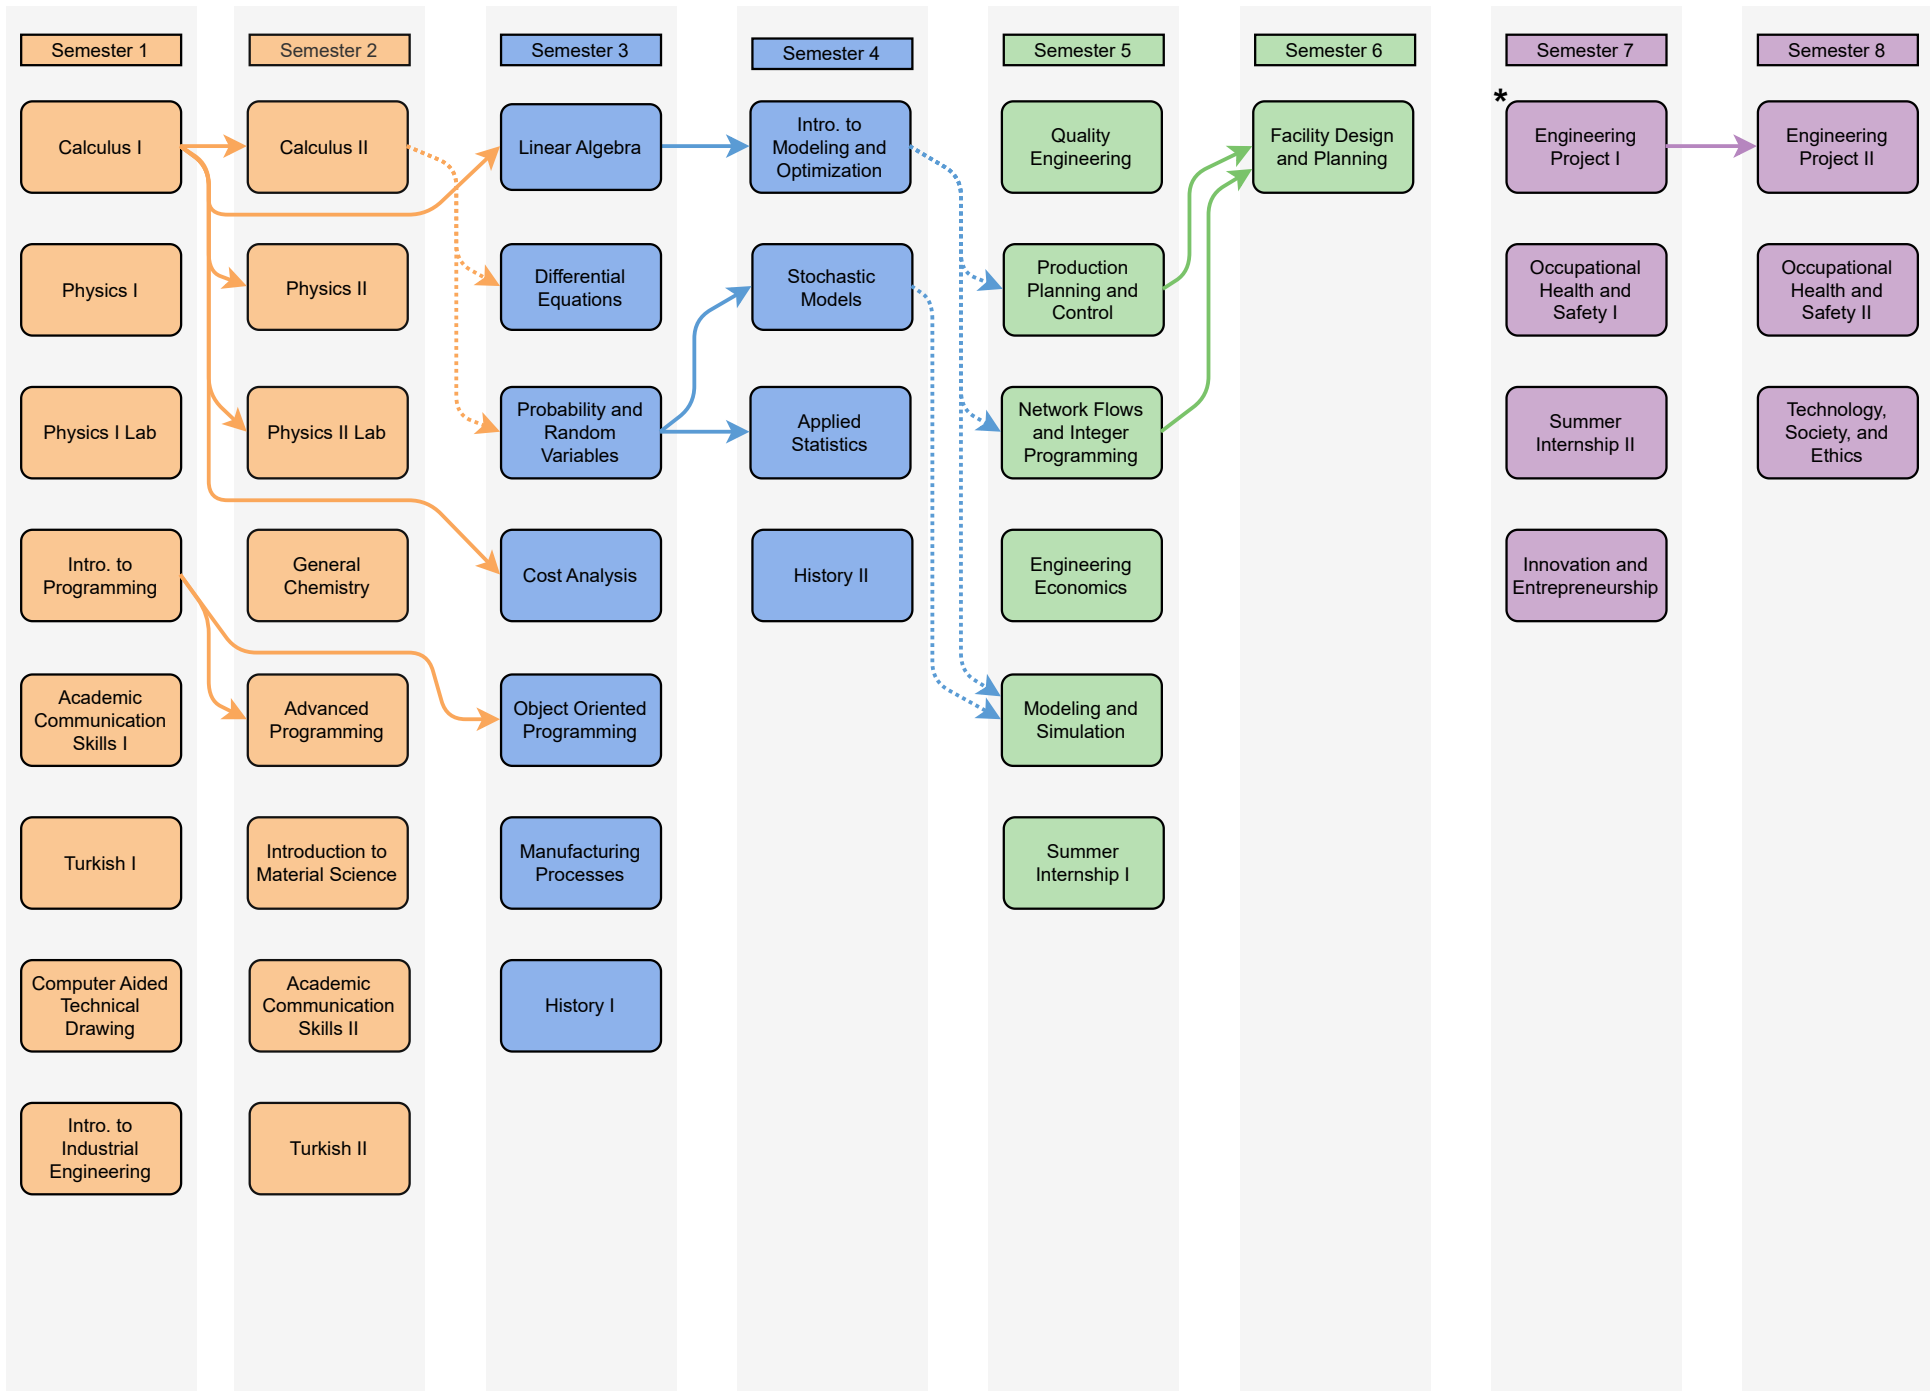 Semester 1
Semester 2
Semester 3
Semester 4
Semester 5
Semester 6
Semester 7
Semester 8
Calculus I
Physics I
Physics I Lab
Intro. to
Programming
Academic
Communication
Skills I
Turkish I
Computer Aided
Technical
Drawing
Intro. to
Industrial
Engineering
Calculus II
Physics II
Physics II Lab
General
Chemistry
Advanced
Programming
Introduction to
Material Science
Academic
Communication
Skills II
Turkish II
Linear Algebra
Differential
Equations
Probability and
Random
Variables
Cost Analysis
Object Oriented
Programming
Manufacturing
Processes
History I
Intro. to
Modeling and
Optimization
Stochastic
Models
Applied
Statistics
History II
Quality
Engineering
Production
Planning and
Control
Network Flows
and Integer
Programming
Engineering
Economics
Modeling and
Simulation
Summer
Internship I
Facility Design
and Planning
*
Engineering
Project I
Occupational
Health and
Safety I
Summer
Internship II
Innovation and
Entrepreneurship
Engineering
Project II
Occupational
Health and
Safety II
Technology,
Society, and
Ethics